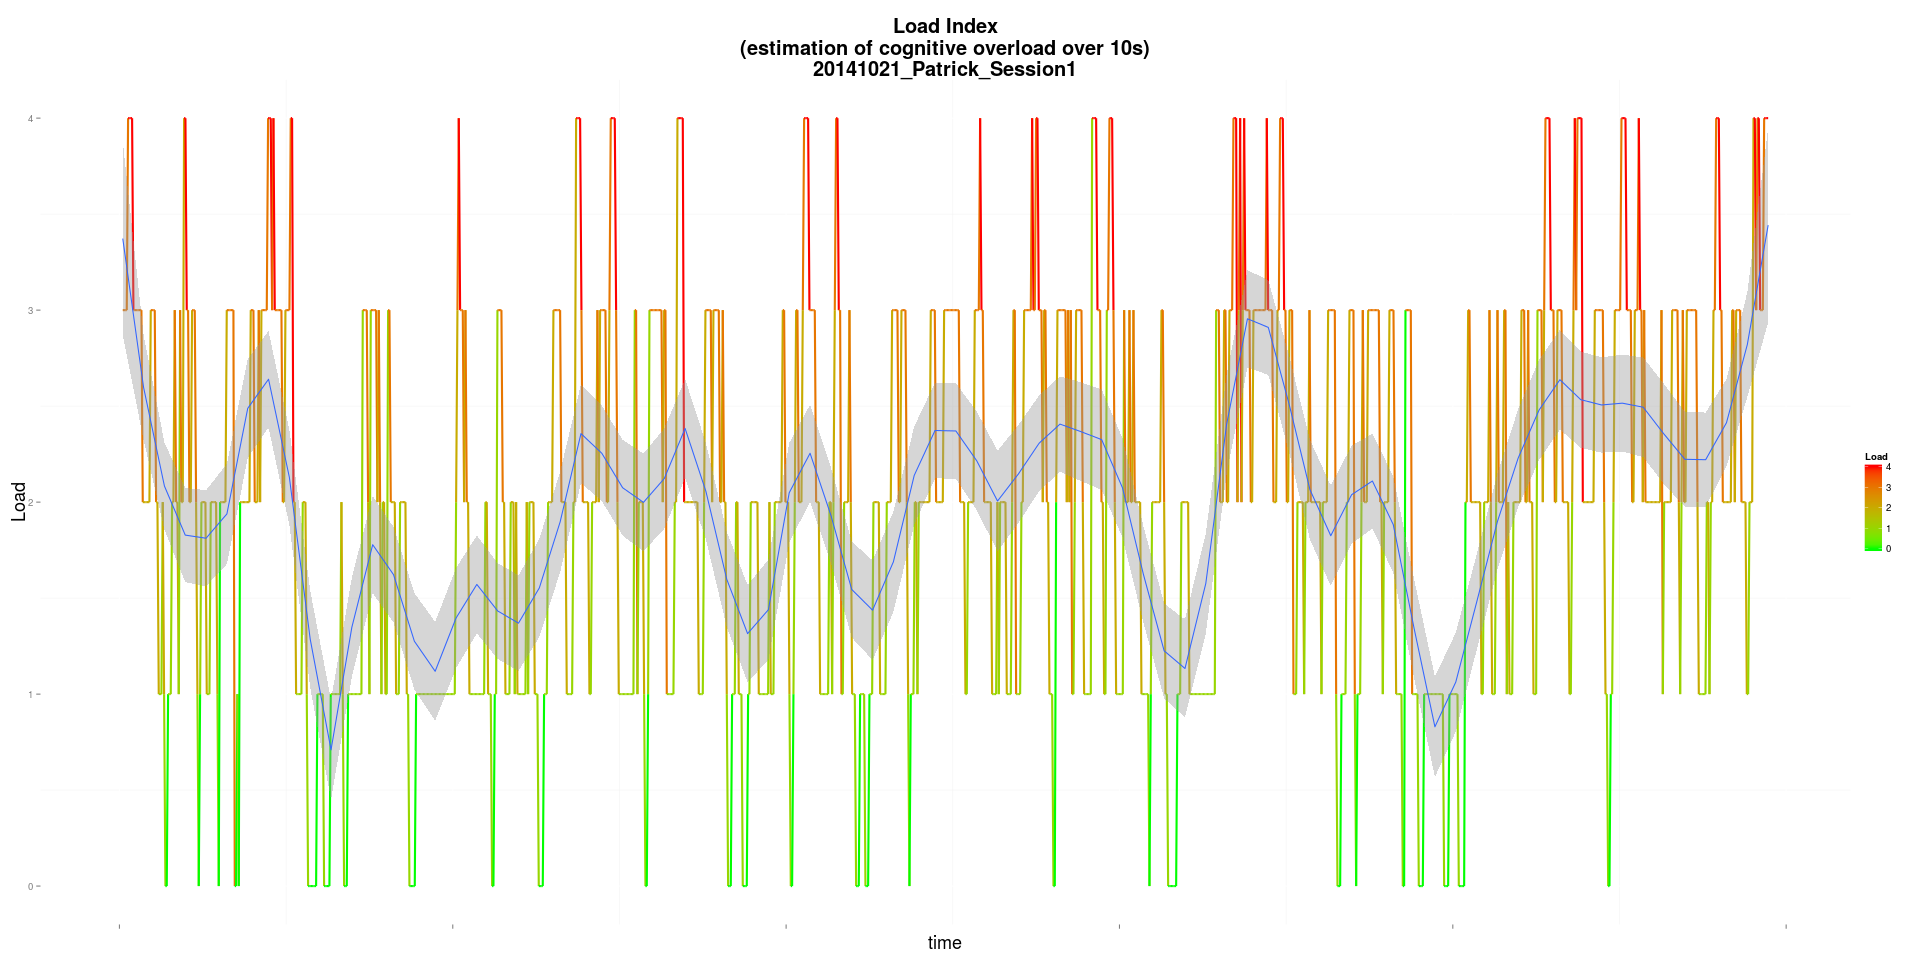 Load Index
(estimation of cognitive overload over 10s)
20141021_Patrick_Session1
4
3
2
1
0
Load
time
Load
4
3
2
1
0